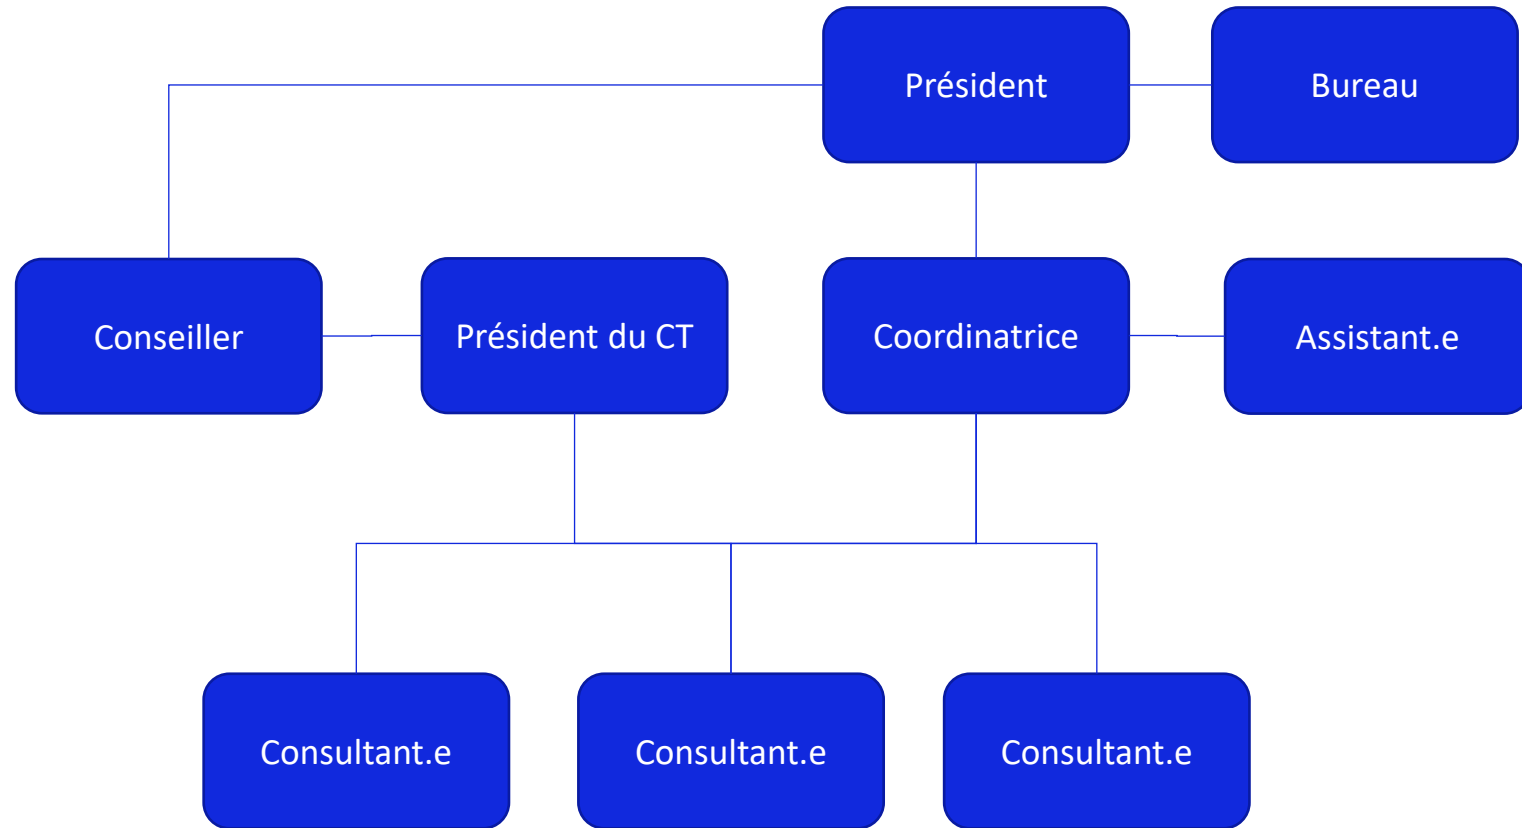 Président
Bureau
Conseiller
Président du CT
Coordinatrice
Assistant.e
Consultant.e
Consultant.e
Consultant.e